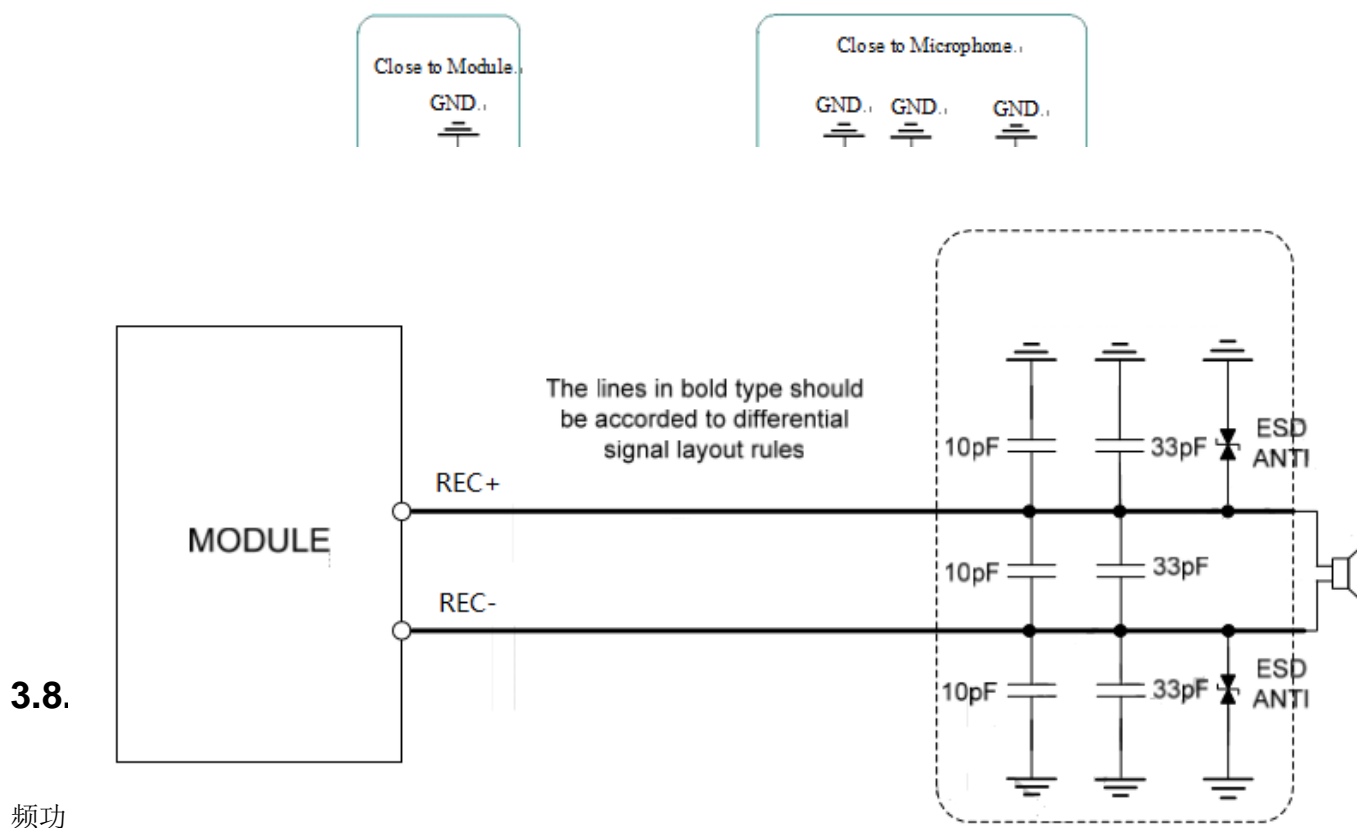 Close to Module.
GND.
Close to Microphone.
GND. GND. GND.
The lines in bold type should
be accorded to differential
signal layout rules
10pF 33pF ESD
ANTI
REC+
MODULE
10pF 33pF
REC-
10pF 33pF ESD
ANTI
3.8.
频功